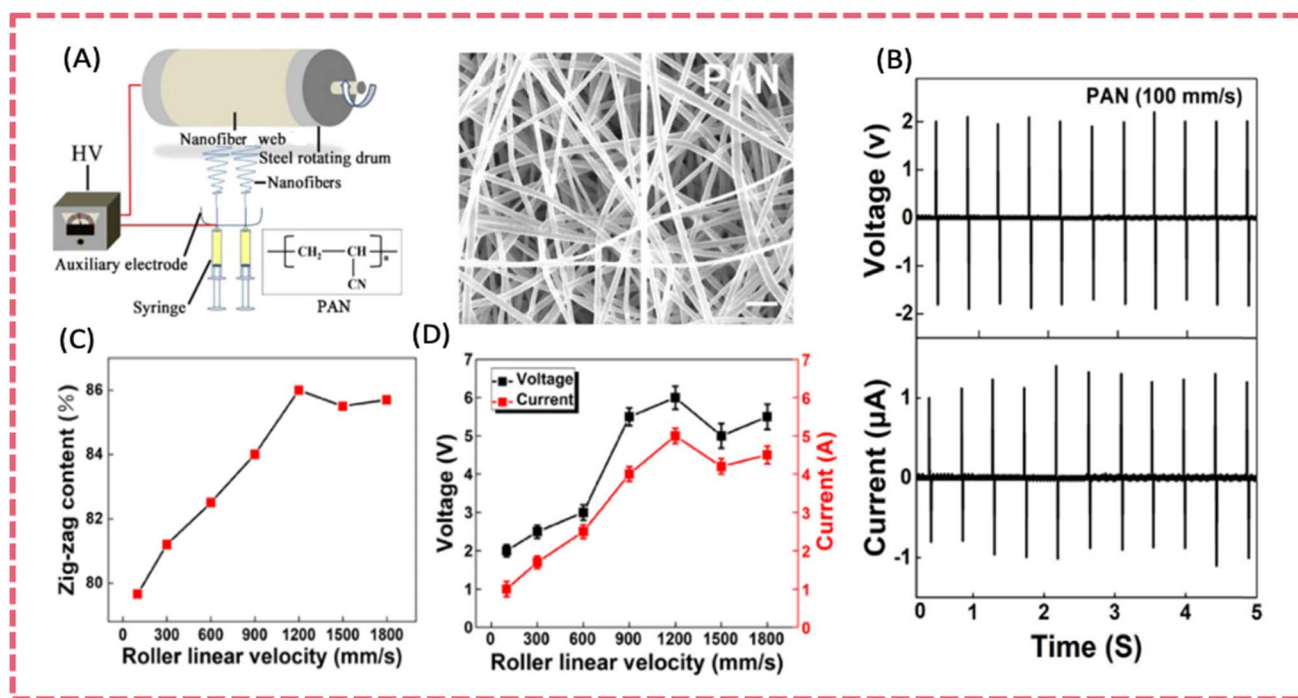 (A)
HV
Nanofiber web
Steel rotating drum
Nanofibers
Auxiliary electrode
Syringe
CH₂ CH n
CN
PAN
PAN
(B)
PAN (100 mm/s)
Voltage (v)
2
1
0
-1
-2
Current (μA)
1
0
-1
0 1 2 3 4 5
Time (S)
(C)
Zig-zag content (%)
86
84
82
80
0 300 600 900 1200 1500 1800
Roller linear velocity (mm/s)
(D)
Voltage
Current
Voltage (V)
7
6
5
4
3
2
1
0 300 600 900 1200 1500 1800
Roller linear velocity (mm/s)
7
6
5
4
3
2
1
0
Current (A)